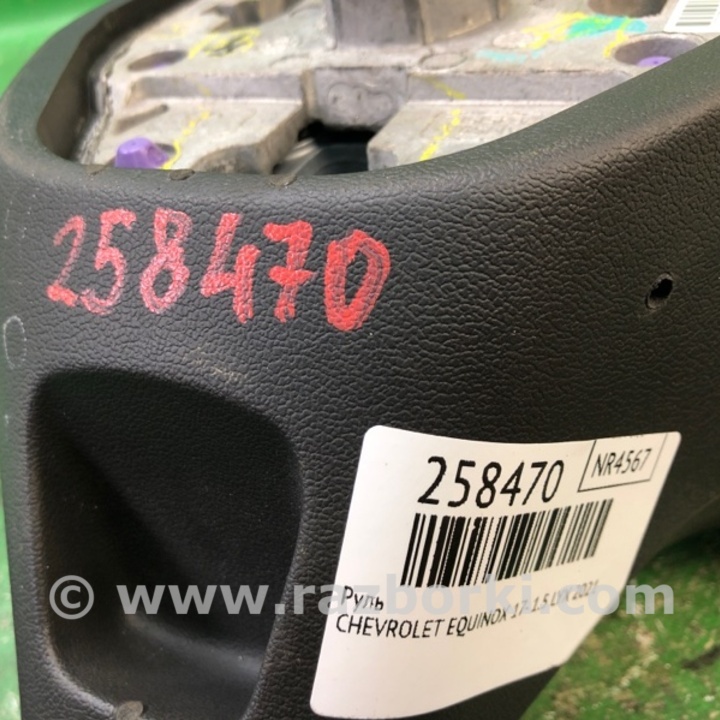 258470
258470
NR4567
Руль
CHEVROLET EQUINOX 17- 1.5 LYX 2021
© www.razborki.com